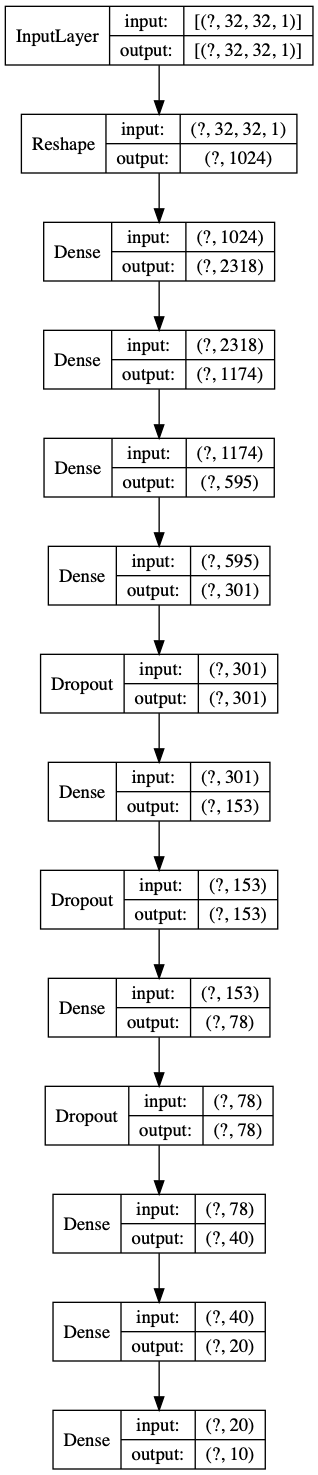 InputLayer
input: [(?, 32, 32, 1)]
output: [(?, 32, 32, 1)]
Reshape
input: (?, 32, 32, 1)
output: (?, 1024)
Dense
input: (?, 1024)
output: (?, 2318)
Dense
input: (?, 2318)
output: (?, 1174)
Dense
input: (?, 1174)
output: (?, 595)
Dense
input: (?, 595)
output: (?, 301)
Dropout
input: (?, 301)
output: (?, 301)
Dense
input: (?, 301)
output: (?, 153)
Dropout
input: (?, 153)
output: (?, 153)
Dense
input: (?, 153)
output: (?, 78)
Dropout
input: (?, 78)
output: (?, 78)
Dense
input: (?, 78)
output: (?, 40)
Dense
input: (?, 40)
output: (?, 20)
Dense
input: (?, 20)
output: (?, 10)